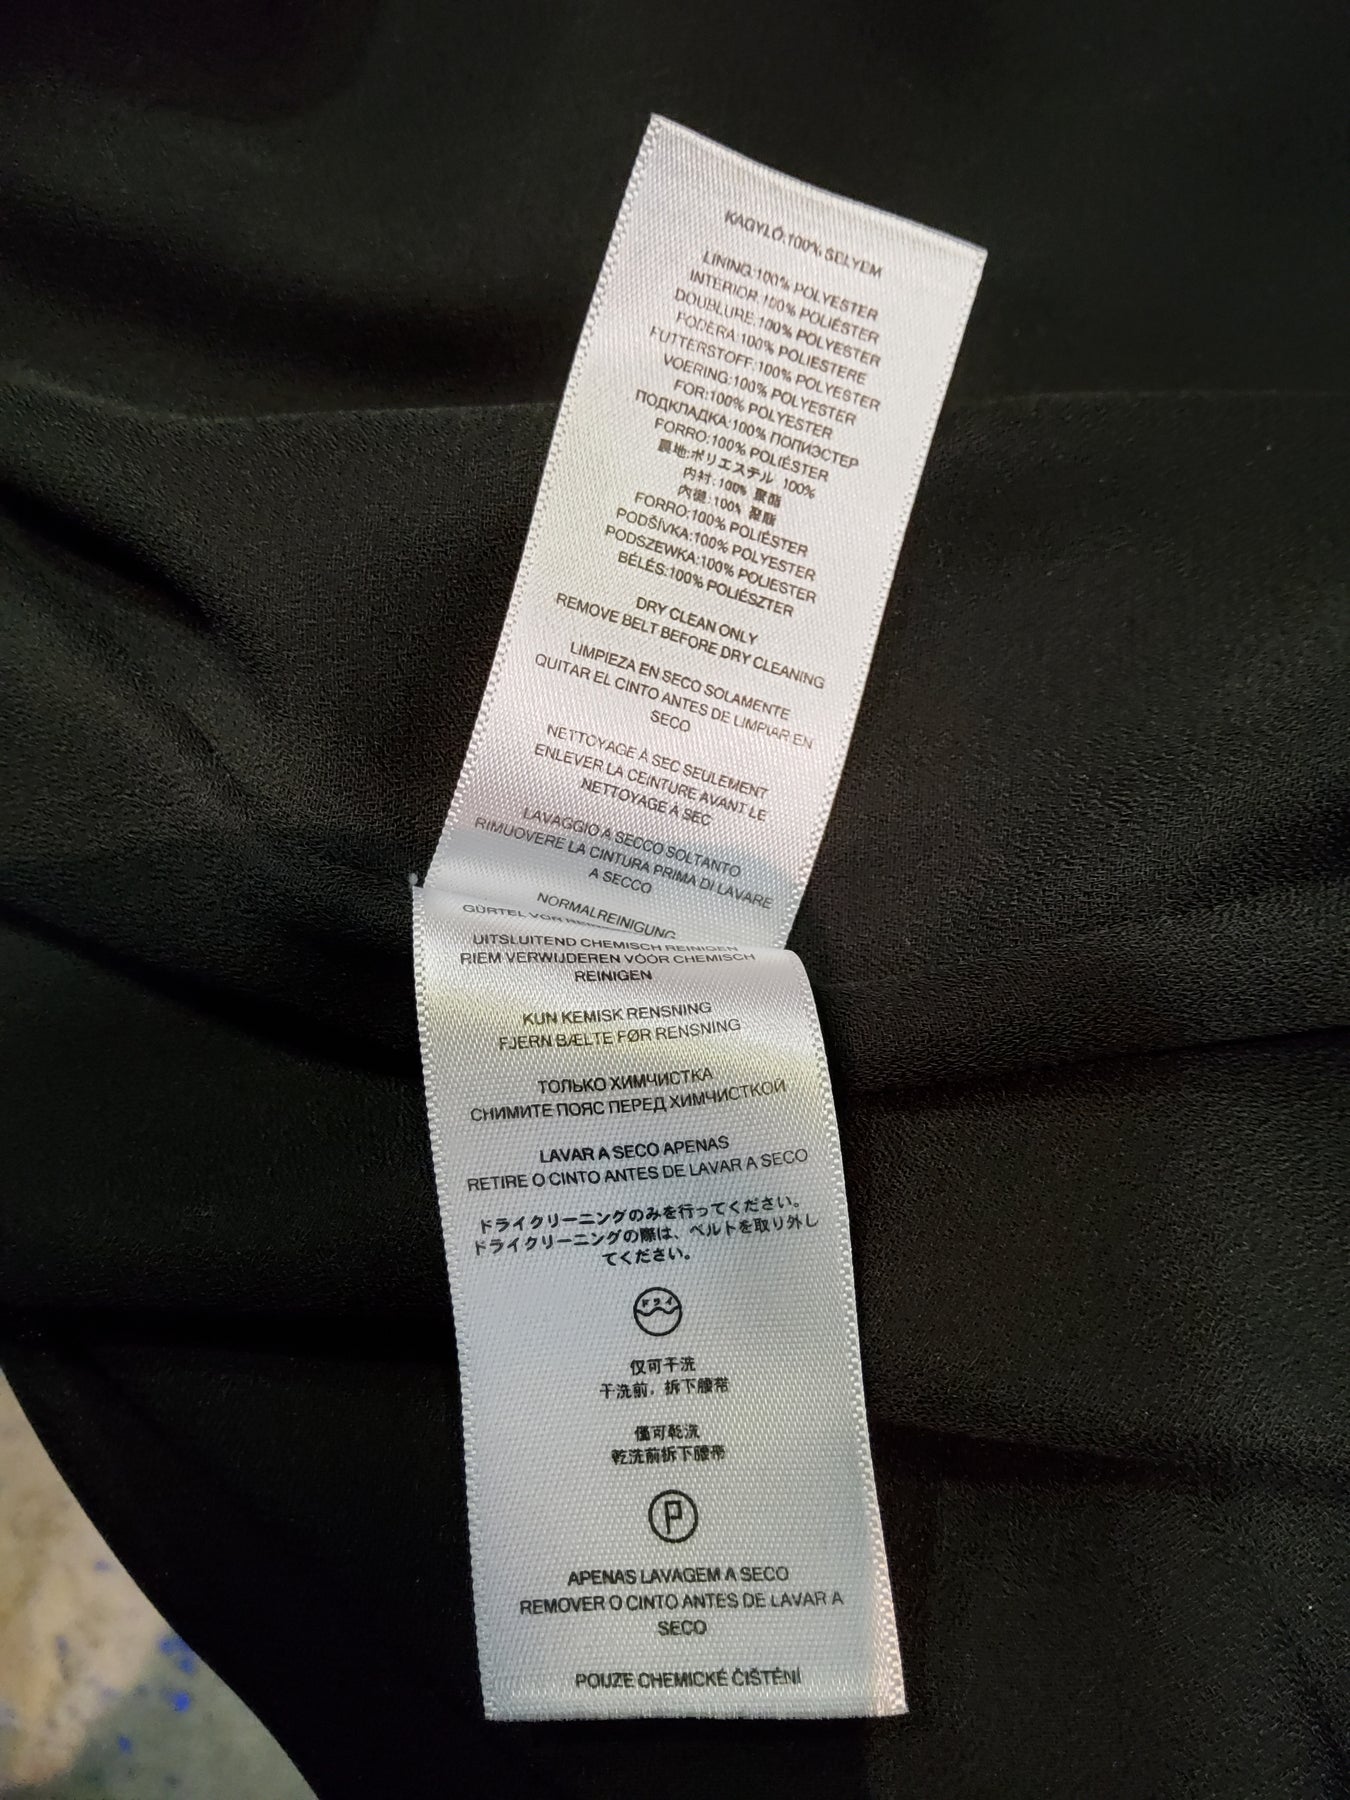 KAGYLÓ:100% SELYEM
LINING:100% POLYESTER
INTERIOR:100% POLIÉSTER
DOUBLURE:100% POLYESTER
FODERA:100% POLIESTERE
FUTTERSTOFF:100% POLYESTER
VOERING:100% POLYESTER
FOR:100% POLYESTER
ПОДКЛАДКА:100% ПОЛИЭСТЕР
FORRO:100% POLIÉSTER
裏地:ポリエステル 100%
内衬:100% 聚酯
內襯:100% 聚脂
FORRO:100% POLIÉSTER
PODŠÍVKA:100% POLYESTER
PODSZEWKA:100% POLIESTER
BÉLÉS:100% POLIÉSZTER
DRY CLEAN ONLY
REMOVE BELT BEFORE DRY CLEANING
LIMPIEZA EN SECO SOLAMENTE
QUITAR EL CINTO ANTES DE LIMPIAR EN
SECO
NETTOYAGE À SEC SEULEMENT
ENLEVER LA CEINTURE AVANT LE
NETTOYAGE À SEC
LAVAGGIO A SECCO SOLTANTO
RIMUOVERE LA CINTURA PRIMA DI LAVARE
A SECCO
NORMALREINIGUNG
GÜRTEL VOR
UITSLUITEND CHEMISCH REINIGEN
RIEM VERWIJDEREN VÓÓR CHEMISCH
REINIGEN
KUN KEMISK RENSNING
FJERN BÆLTE FØR RENSNING
ТОЛЬКО ХИМЧИСТКА
СНИМИТЕ ПОЯС ПЕРЕД ХИМЧИСТКОЙ
LAVAR A SECO APENAS
RETIRE O CINTO ANTES DE LAVAR A SECO
ドライクリーニングのみを行ってください。
ドライクリーニングの際は、ベルトを取り外し
てください。
ドライ
仅可干洗
干洗前，拆下腰带
僅可乾洗
乾洗前拆下腰帶
P
APENAS LAVAGEM A SECO
REMOVER O CINTO ANTES DE LAVAR A
SECO
POUZE CHEMICKÉ ČIŠTĚNÍ